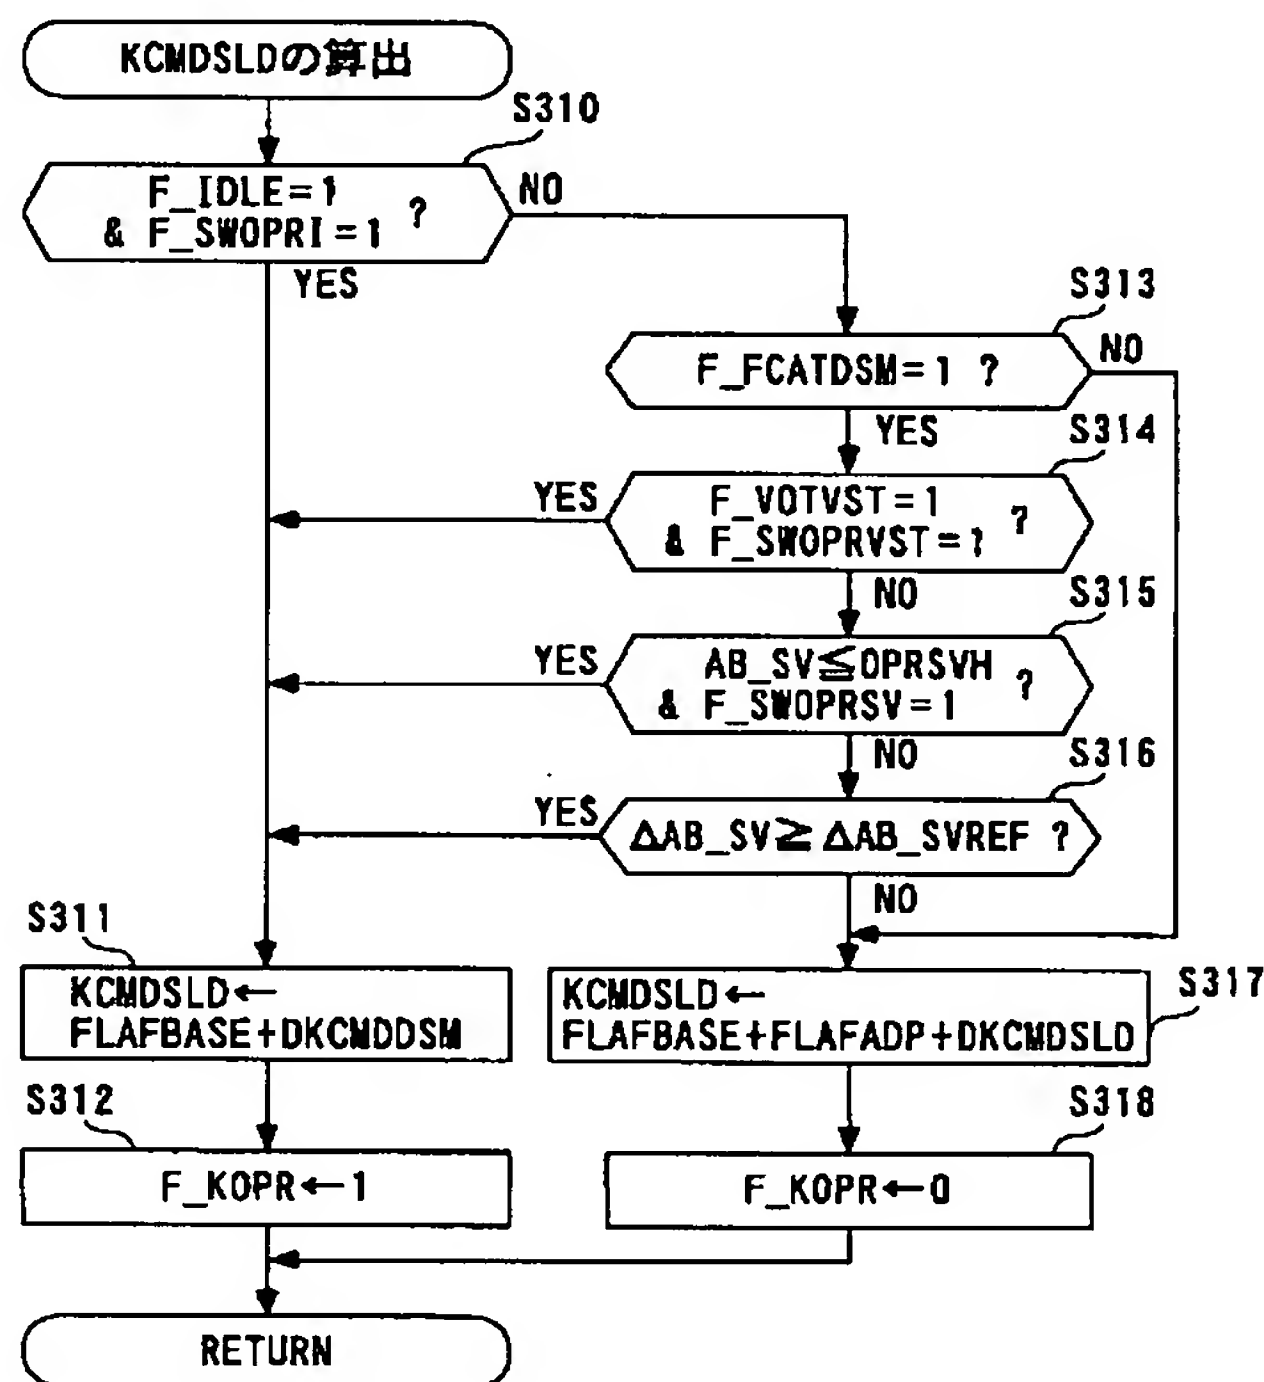 KCMDSLDの算出
S310
F_IDLE=1
& F_SWOPRI=1 ?
NO
YES
S313
F_FCATDSM=1 ?
NO
YES
S314
F_VOTVST=1
& F_SWOPRVST=1 ?
YES
NO
S315
AB_SV≦OPRSVH
& F_SWOPRSV=1 ?
YES
NO
S316
ΔAB_SV≧ΔAB_SVREF ?
YES
NO
S311
KCMDSLD←
FLAFBASE+DKCMDDSM
S317
KCMDSLD←
FLAFBASE+FLAFADP+DKCMDSLD
S312
F_KOPR←1
S318
F_KOPR←0
RETURN